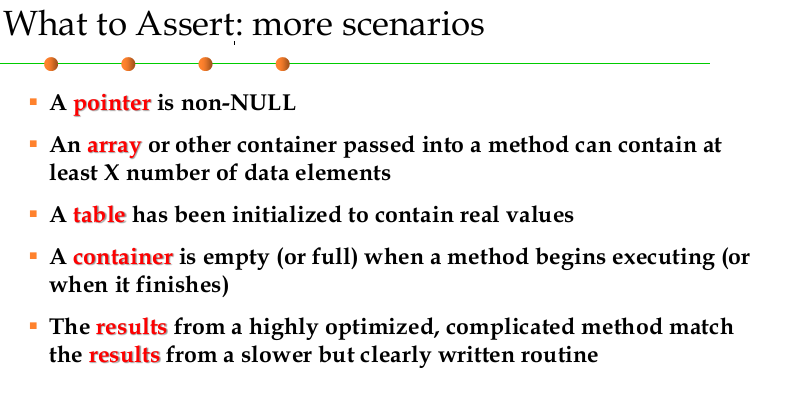 What to Assert: more scenarios
▪ A pointer is non-NULL
▪ An array or other container passed into a method can contain at
least X number of data elements
▪ A table has been initialized to contain real values
▪ A container is empty (or full) when a method begins executing (or
when it finishes)
▪ The results from a highly optimized, complicated method match
the results from a slower but clearly written routine